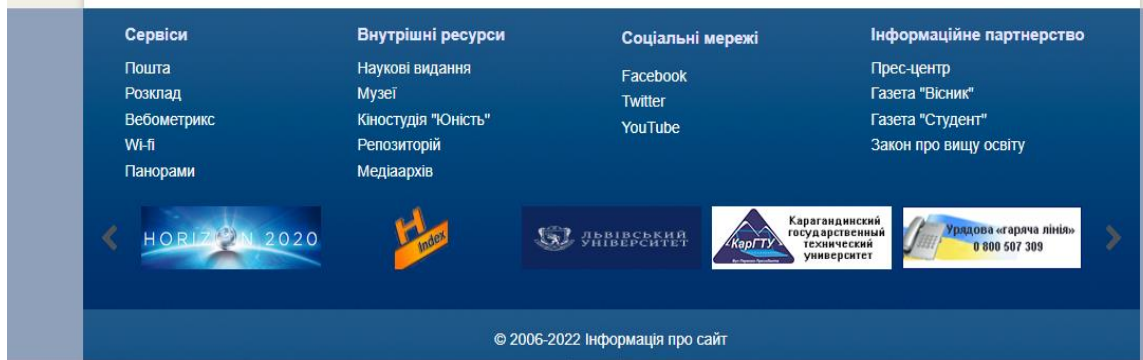 Сервіси
Пошта
Розклад
Вебометрикс
Wi-fi
Панорами
Внутрішні ресурси
Наукові видання
Музеї
Кіностудія "Юність"
Репозиторій
Медіаархів
Соціальні мережі
Facebook
Twitter
YouTube
Інформаційне партнерство
Прес-центр
Газета "Вісник"
Газета "Студент"
Закон про вищу освіту
HORIZON 2020
H
Index
ЛЬВІВСЬКИЙ
УНІВЕРСИТЕТ
КарГТУ
Карагандинский
государственный
технический
университет
Урядова «гаряча лінія»
0 800 507 309
© 2006-2022 Інформація про сайт